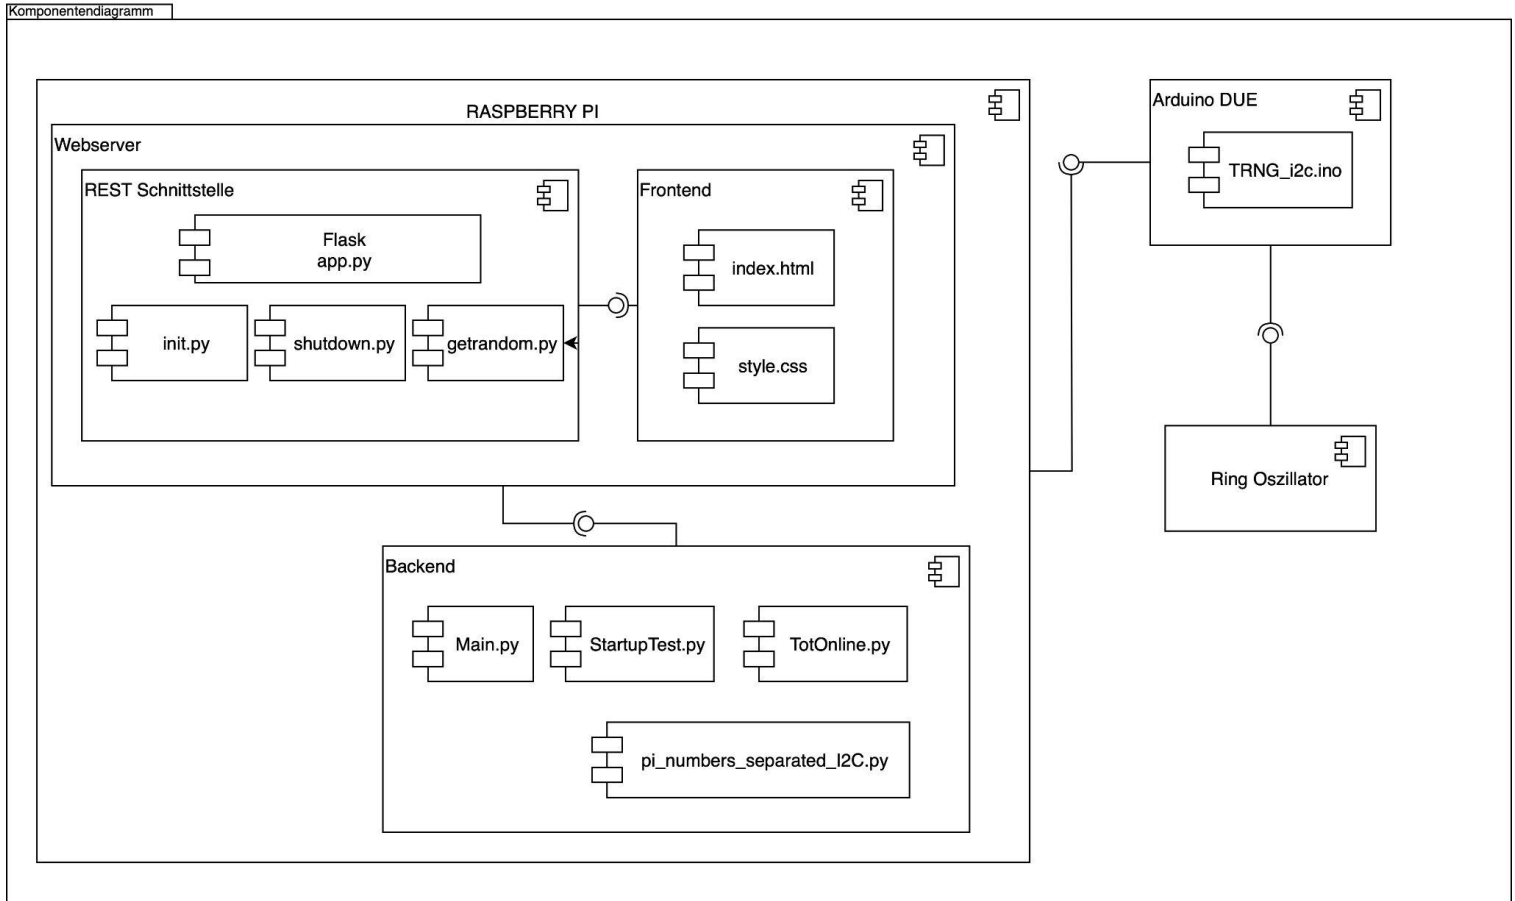 Komponentendiagramm
RASPBERRY PI
Webserver
REST Schnittstelle
Flask
app.py
init.py
shutdown.py
getrandom.py
Frontend
index.html
style.css
Backend
Main.py
StartupTest.py
TotOnline.py
pi_numbers_separated_I2C.py
Arduino DUE
TRNG_i2c.ino
Ring Oszillator